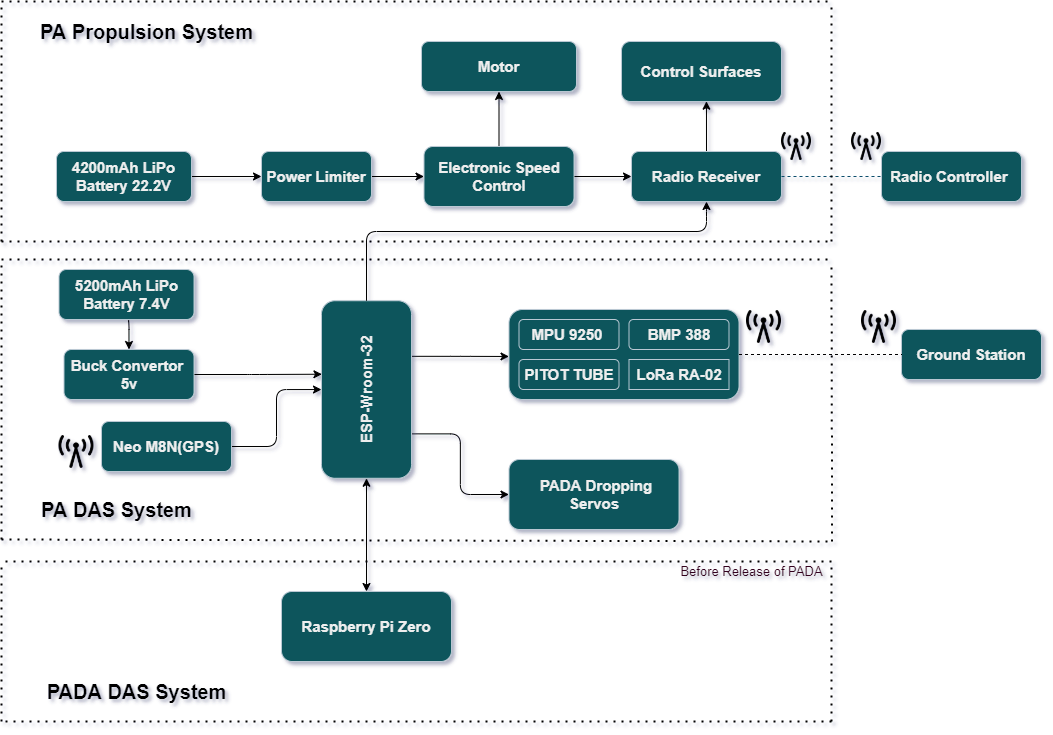 PA Propulsion System
Motor
Control Surfaces
4200mAh LiPo
Battery 22.2V
Power Limiter
Electronic Speed
Control
Radio Receiver
Radio Controller
5200mAh LiPo
Battery 7.4V
Buck Convertor
5v
Neo M8N(GPS)
ESP-Wroom-32
MPU 9250
BMP 388
PITOT TUBE
LoRa RA-02
Ground Station
PADA Dropping
Servos
PA DAS System
Before Release of PADA
Raspberry Pi Zero
PADA DAS System